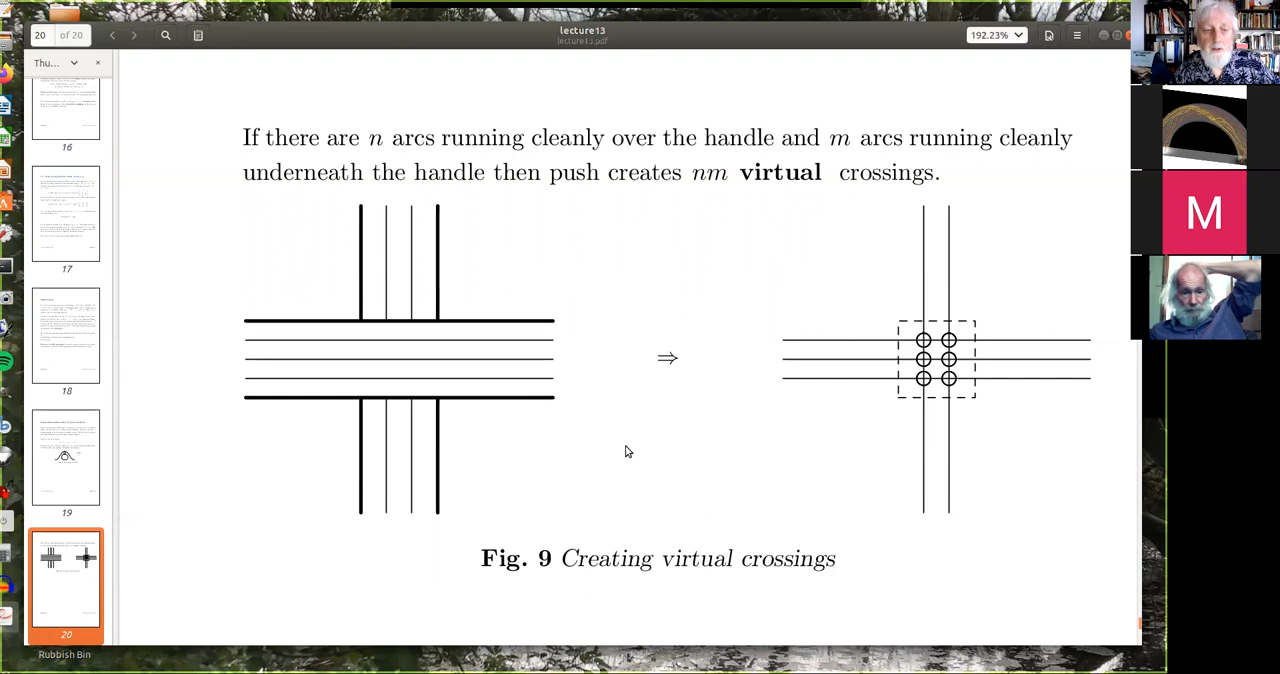 20 of 20
lecture13
lecture13.pdf
192.23%
Thu...
16
17
18
19
20
Rubbish Bin
If there are n arcs running cleanly over the handle and m arcs running cleanly
underneath the handle then push creates nm virtual crossings.
⇒
Fig. 9 Creating virtual crossings
M